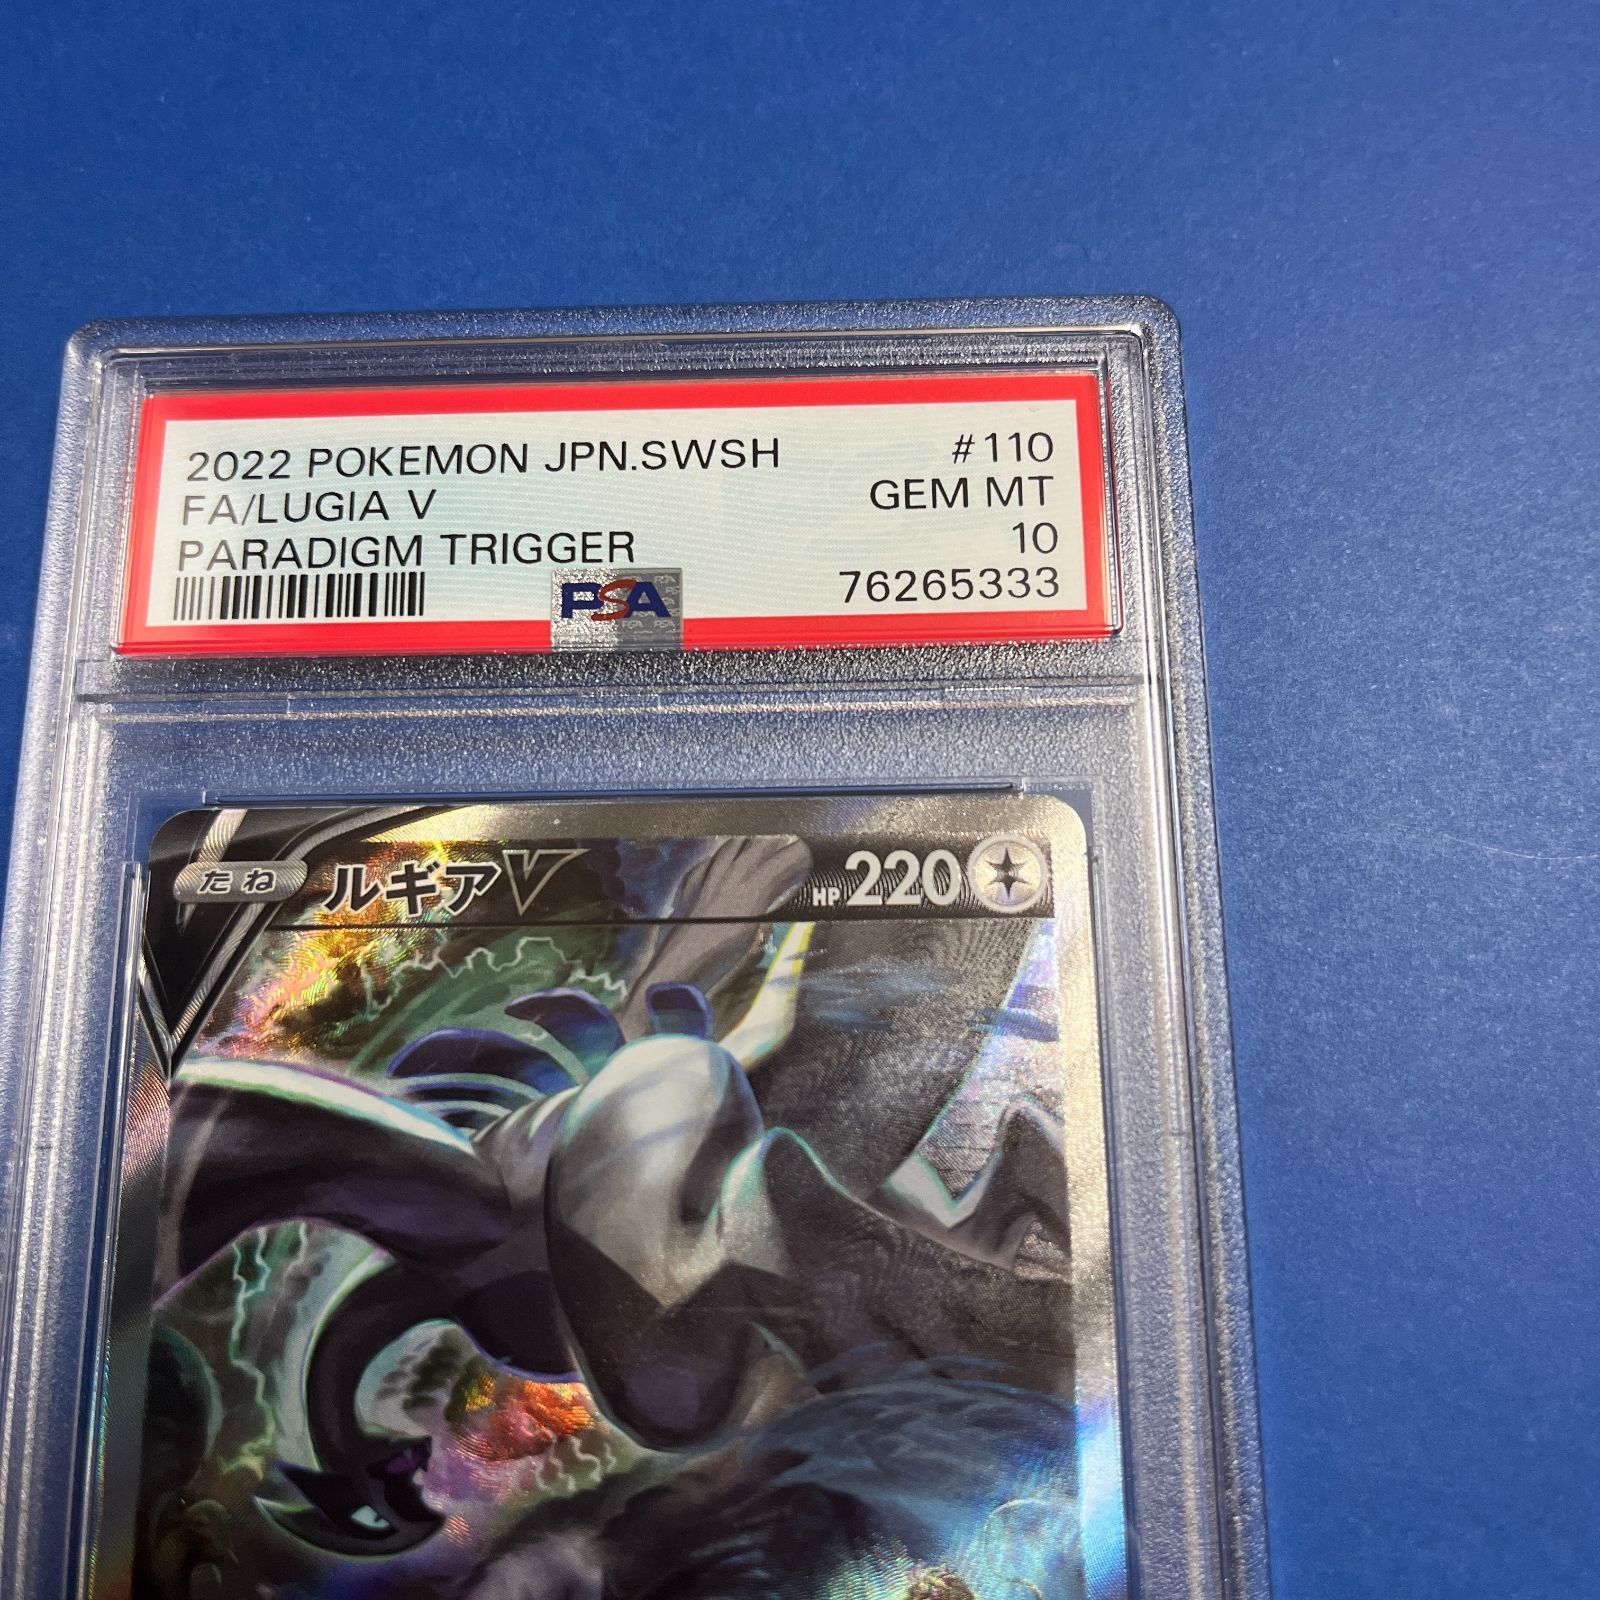 2022 POKEMON JPN.SWSH #110
FA/LUGIA V GEM MT
PARADIGM TRIGGER 10
PSA 76265333
たね ルギアV HP 220